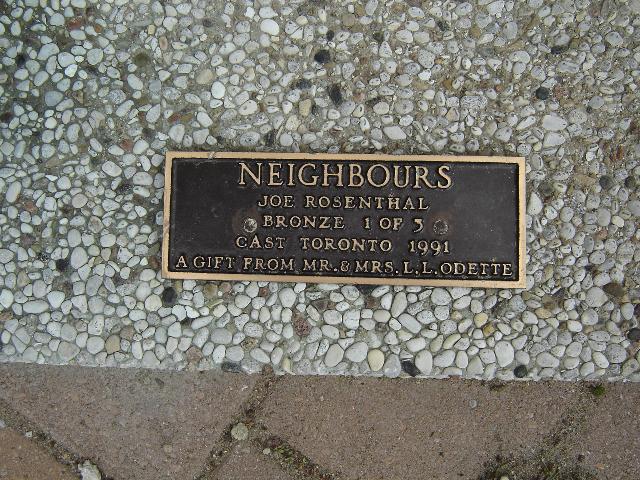 NEIGHBOURS
JOE ROSENTHAL
BRONZE 1 OF 5
CAST TORONTO 1991
A GIFT FROM MR. & MRS. L. L. ODETTE